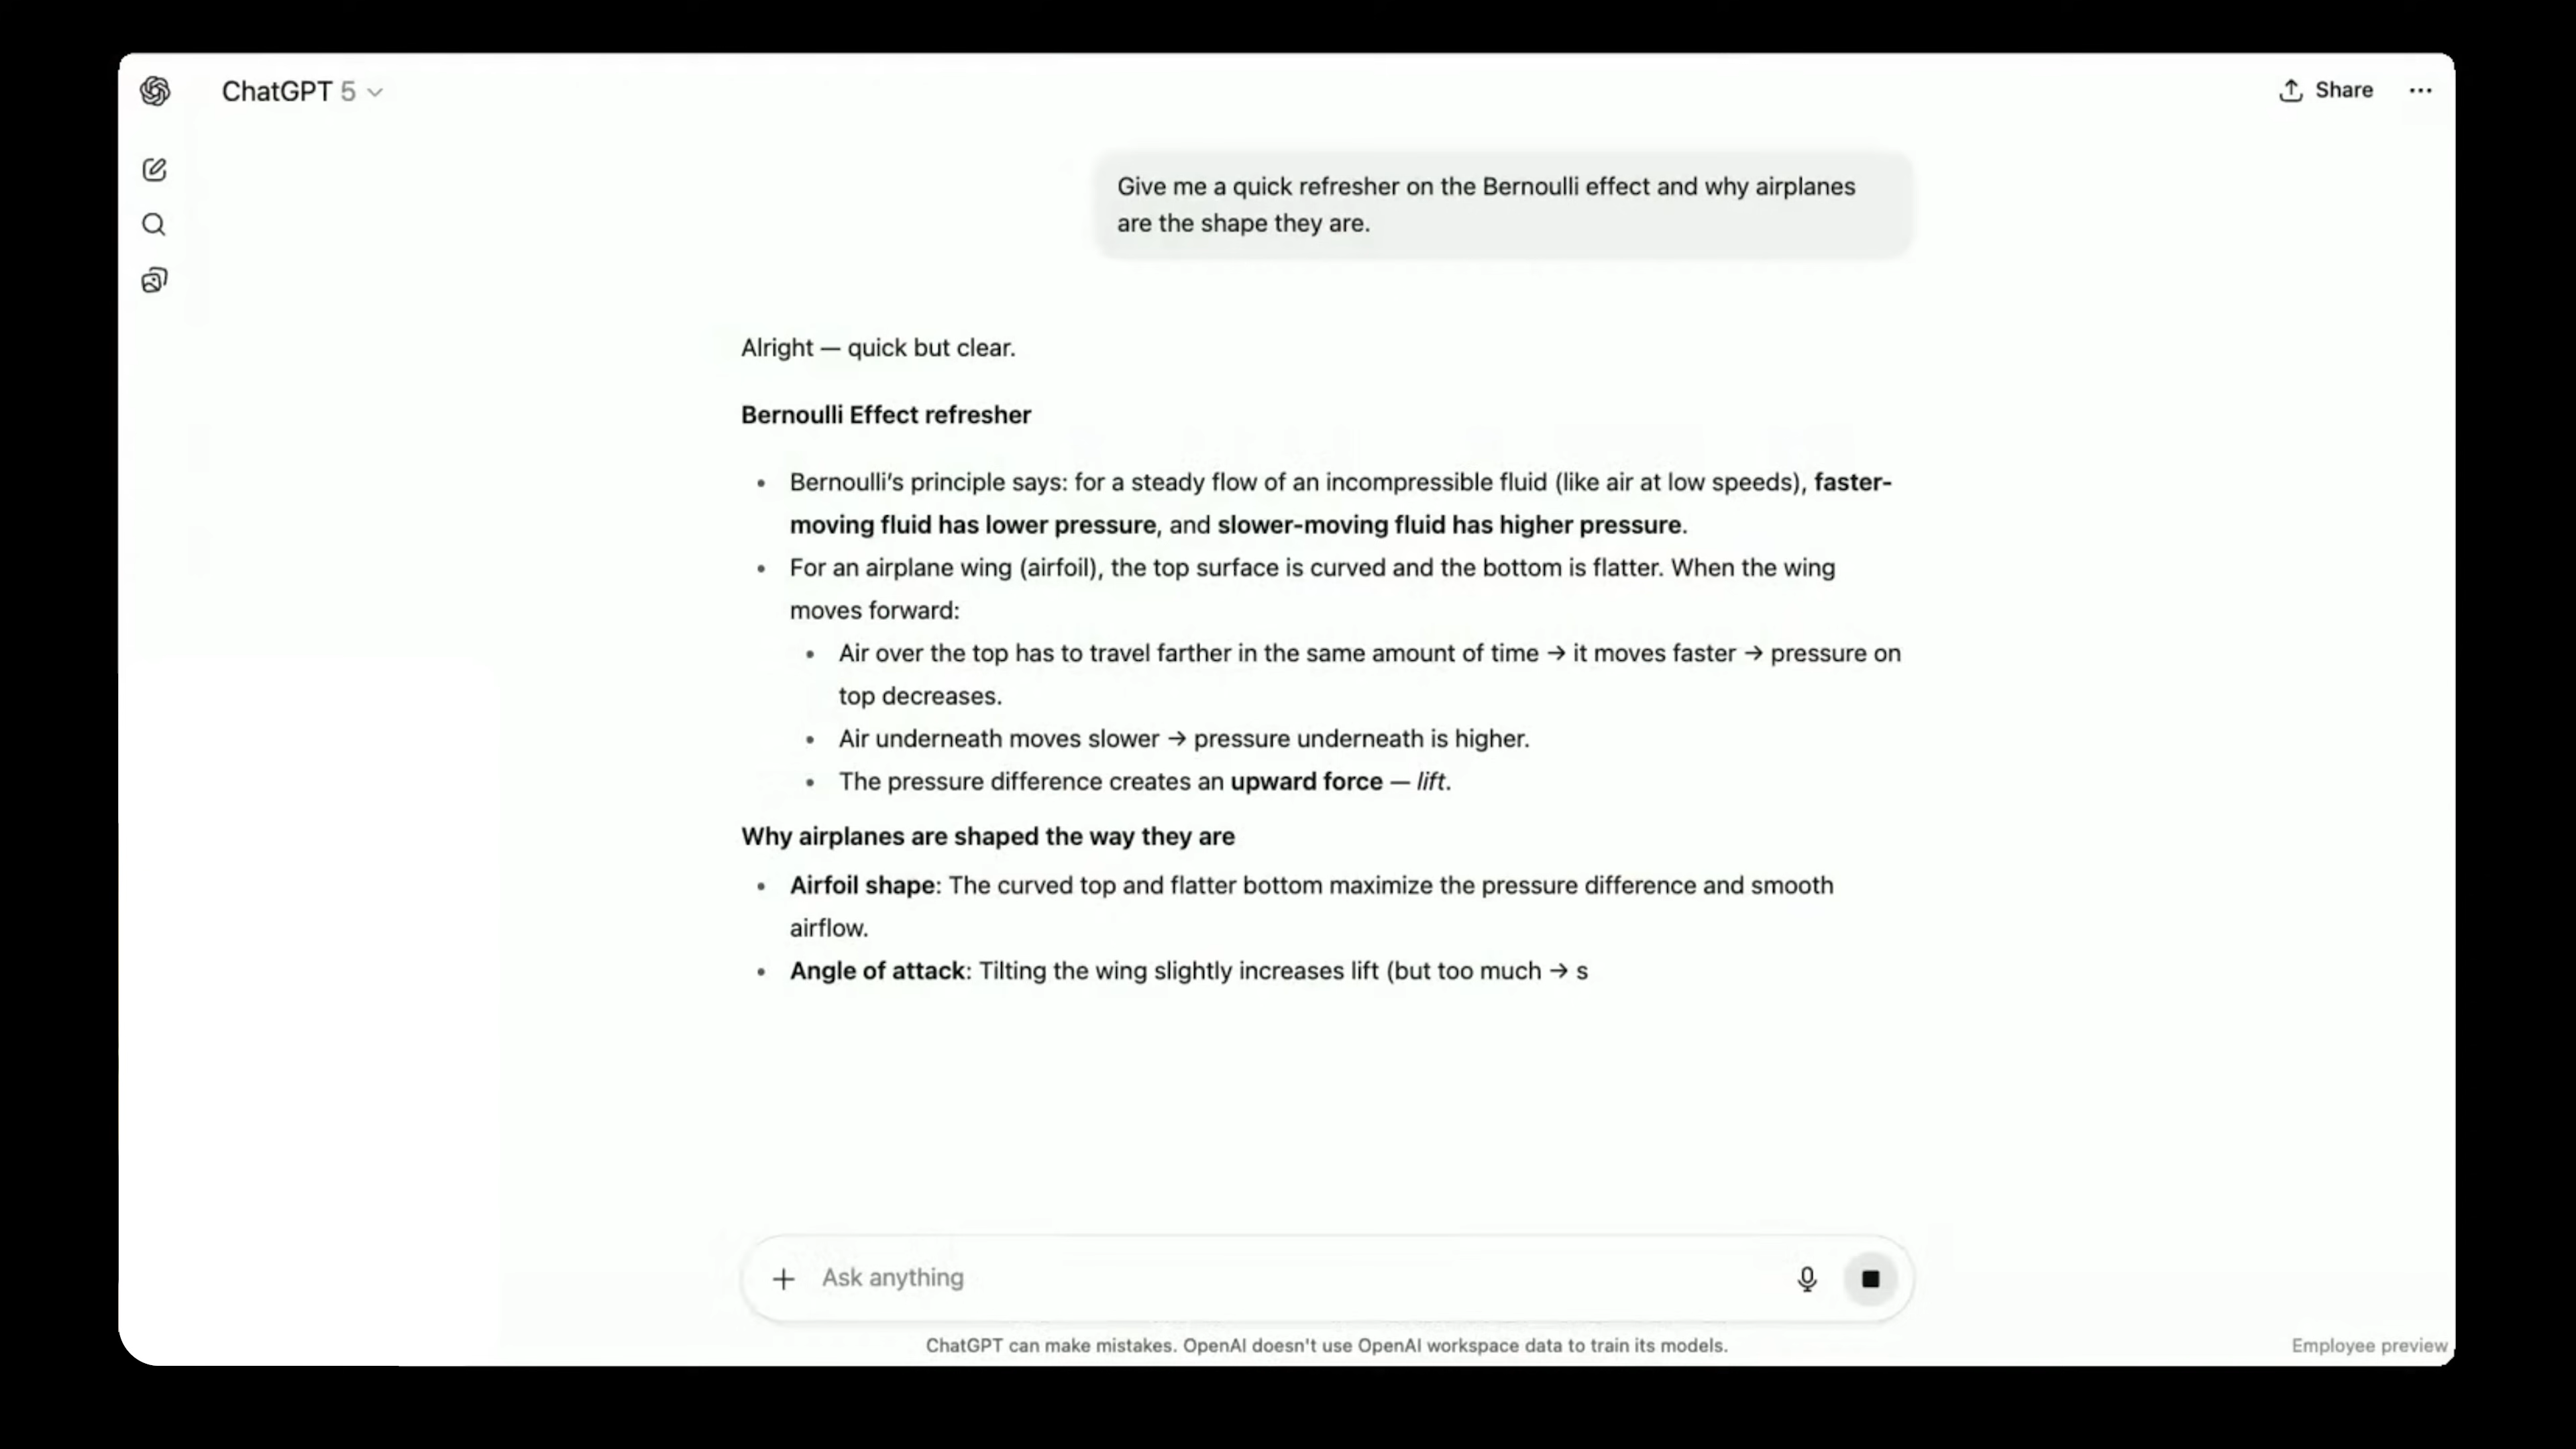 ChatGPT 5
Share
Give me a quick refresher on the Bernoulli effect and why airplanes
are the shape they are.
Alright — quick but clear.
Bernoulli Effect refresher
• Bernoulli’s principle says: for a steady flow of an incompressible fluid (like air at low speeds), faster-
moving fluid has lower pressure, and slower-moving fluid has higher pressure.
• For an airplane wing (airfoil), the top surface is curved and the bottom is flatter. When the wing
moves forward:
• Air over the top has to travel farther in the same amount of time → it moves faster → pressure on
top decreases.
• Air underneath moves slower → pressure underneath is higher.
• The pressure difference creates an upward force — lift.
Why airplanes are shaped the way they are
• Airfoil shape: The curved top and flatter bottom maximize the pressure difference and smooth
airflow.
• Angle of attack: Tilting the wing slightly increases lift (but too much → s
Ask anything
ChatGPT can make mistakes. OpenAI doesn't use OpenAI workspace data to train its models.
Employee preview